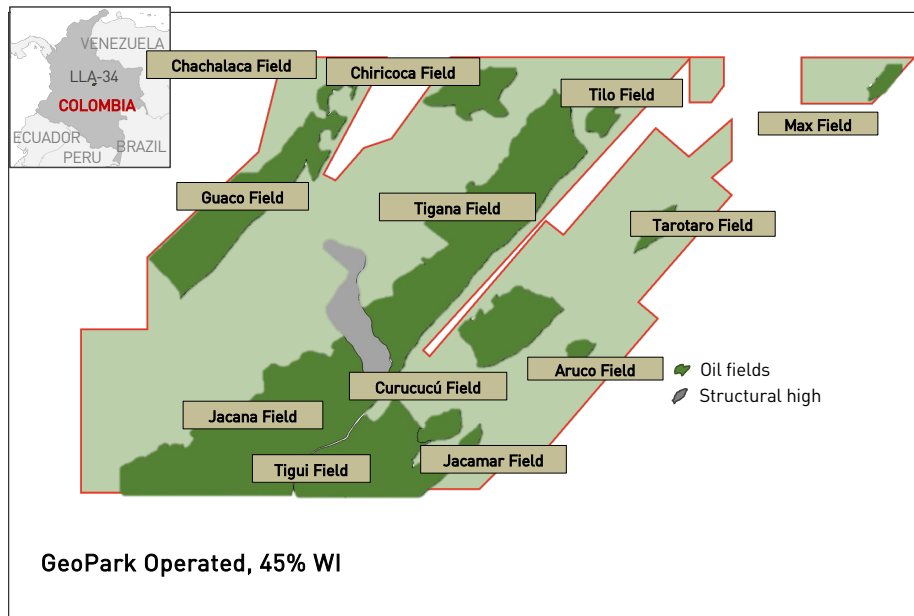 VENEZUELA
LLA-34
COLOMBIA
ECUADOR
PERU
BRAZIL
Chachalaca Field
Chiricoca Field
Tilo Field
Max Field
Guaco Field
Tigana Field
Tarotaro Field
Aruco Field
Oil fields
Curucucú Field
Structural high
Jacana Field
Tigui Field
Jacamar Field
GeoPark Operated, 45% WI